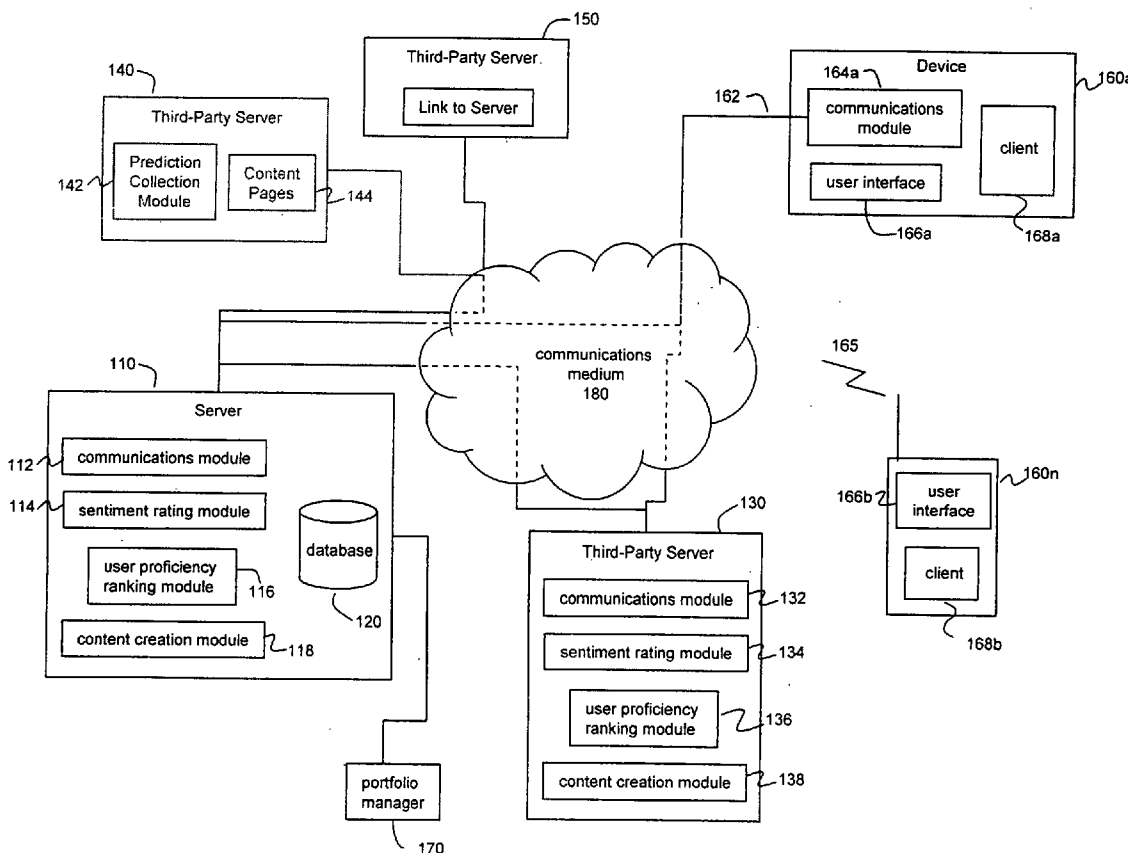 150
Third-Party Server
Link to Server
140
Third-Party Server
Prediction
Collection
Module
142
Content
Pages
144
Device
160a
164a
communications
module
162
client
user interface
166a
168a
communications
medium
180
165
110
Server
communications module
112
sentiment rating module
114
user proficiency
ranking module
116
content creation module
118
database
120
130
Third-Party Server
communications module
132
sentiment rating module
134
user proficiency
ranking module
136
content creation module
138
160n
166b
user
interface
client
168b
portfolio
manager
170